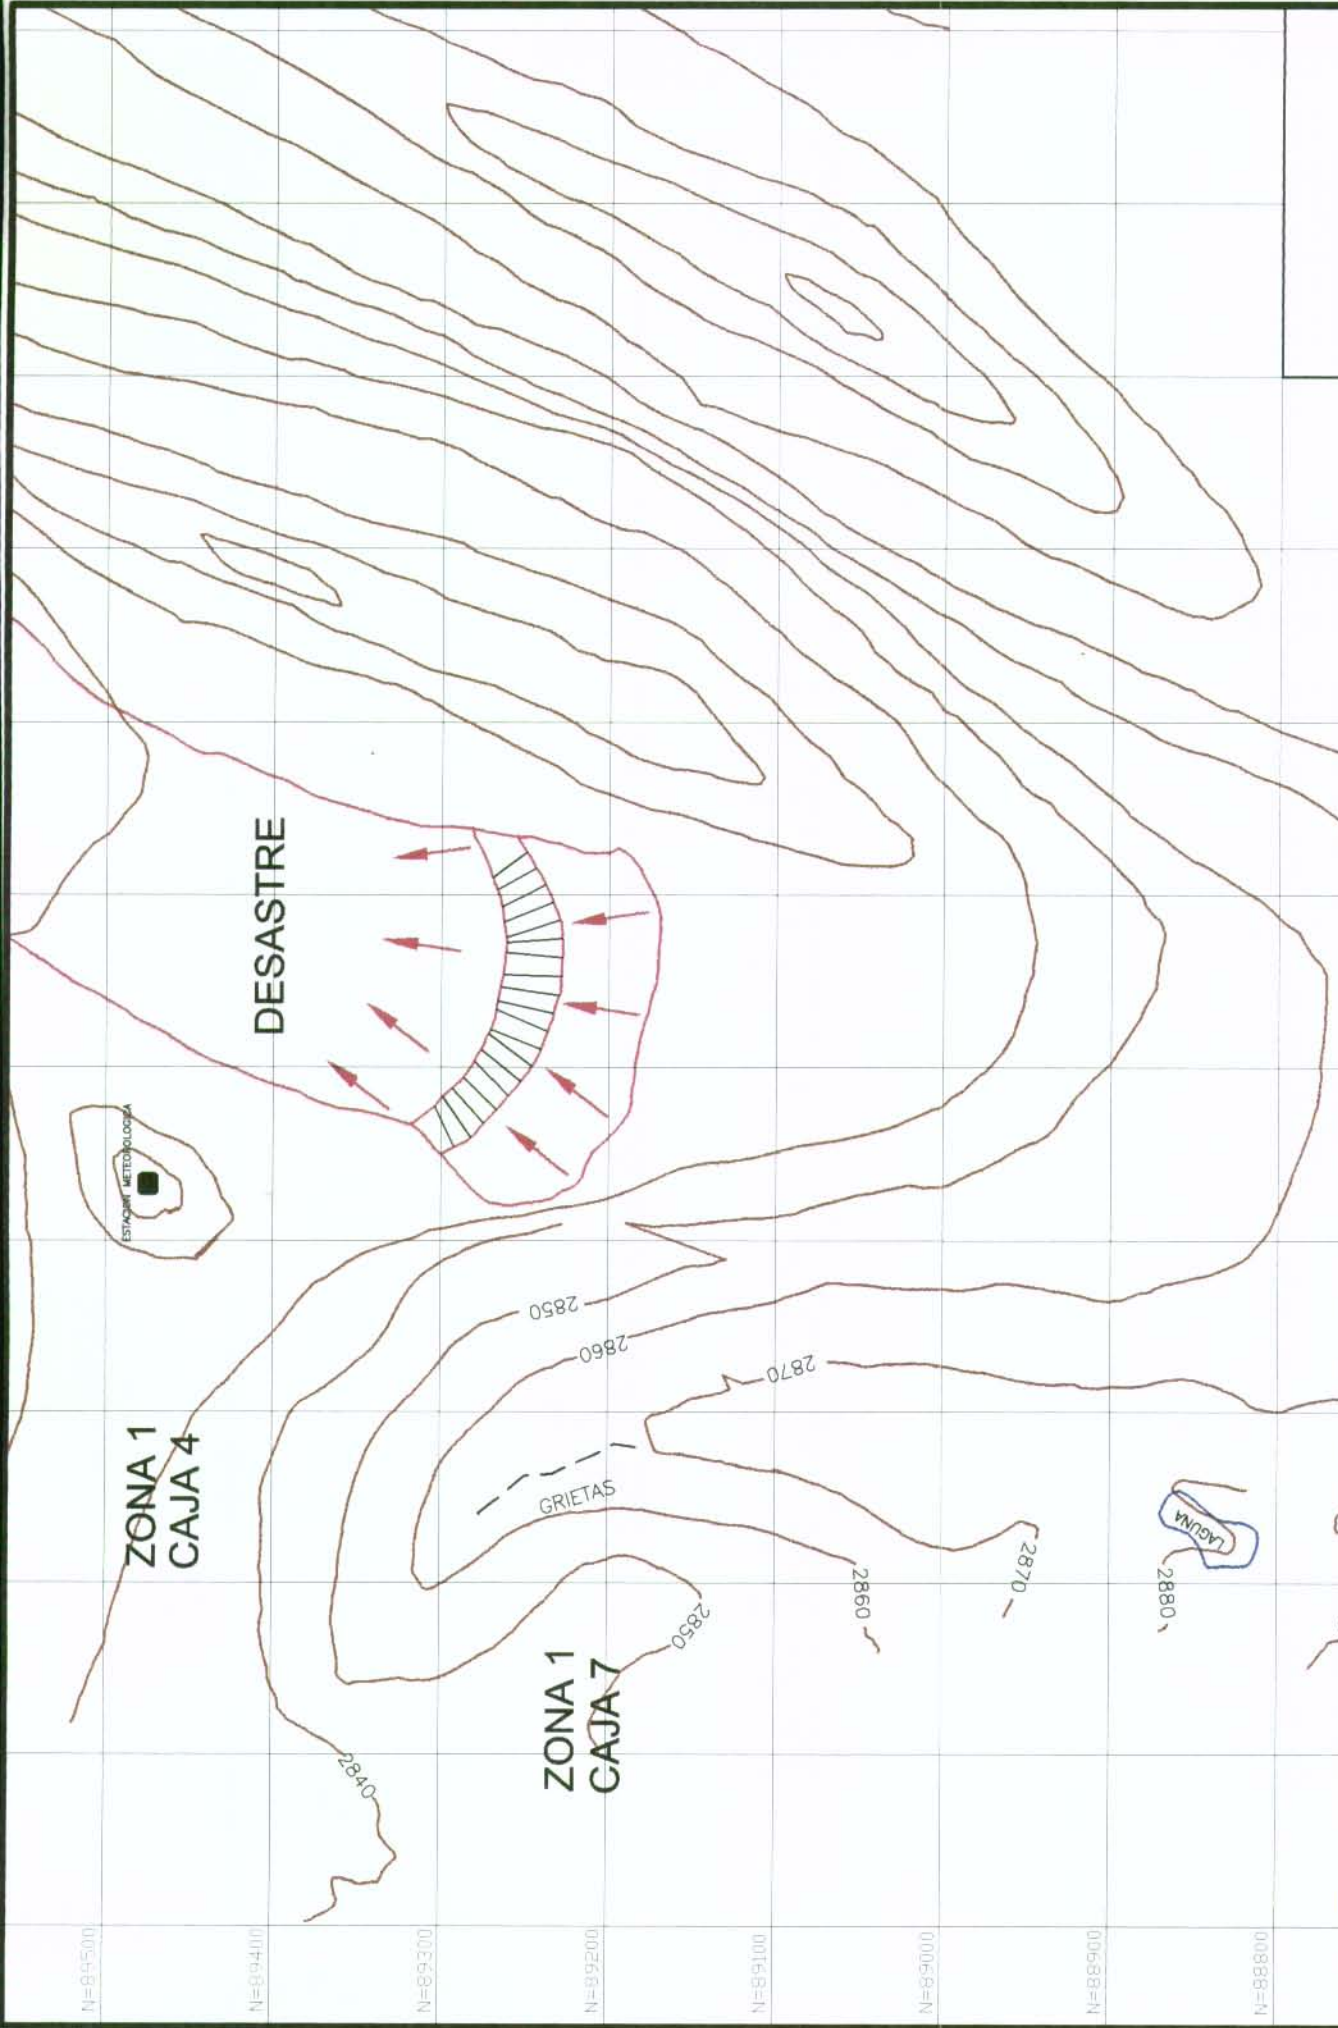 N=89500
N=89400
N=89300
N=89200
N=89100
N=89000
N=88900
N=88800
ESTACION METEOROLOGICA
DESASTRE
ZONA 1
CAJA 4
ZONA 1
CAJA 7
GRIETAS
LAGUNA
2840
2850
2860
2870
2850
2860
2870
2880